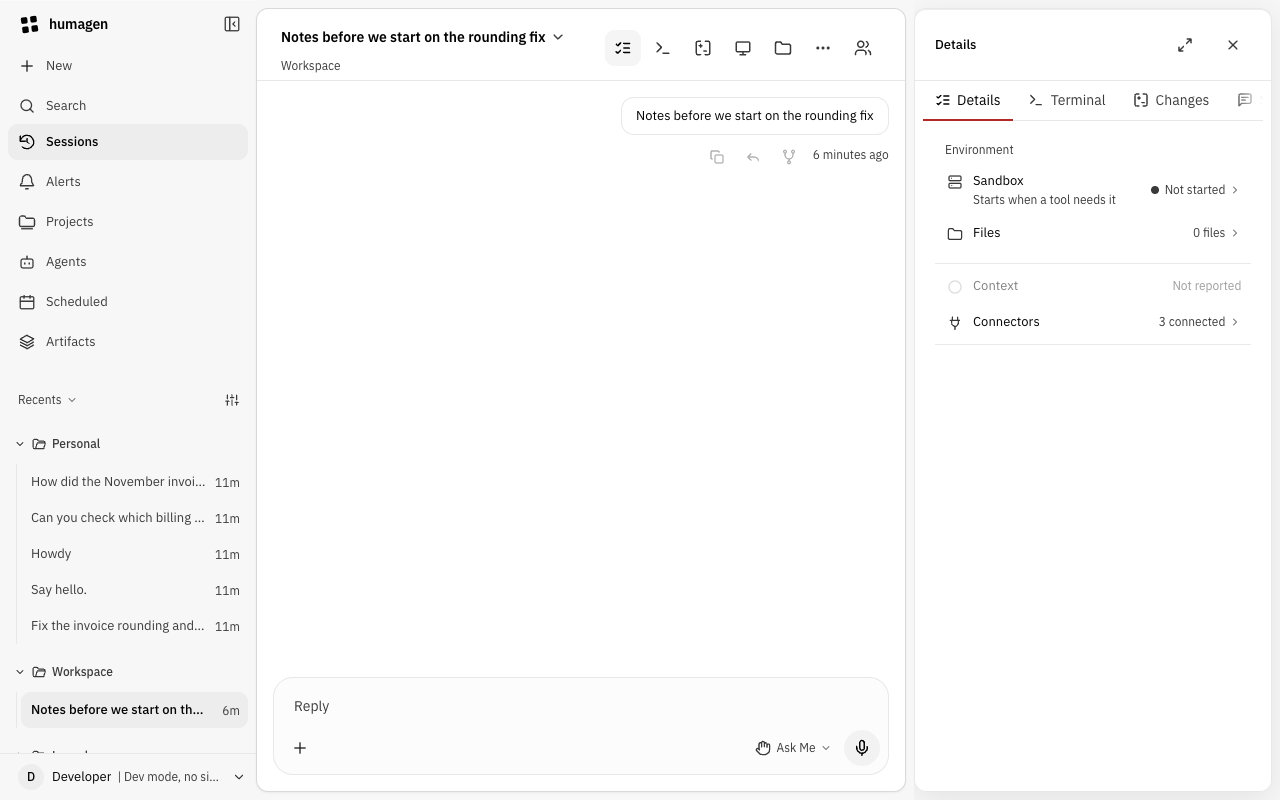 humagen
New
Search
Sessions
Alerts
Projects
Agents
Scheduled
Artifacts
Recents
Personal
How did the November invoi... 11m
Can you check which billing ... 11m
Howdy 11m
Say hello. 11m
Fix the invoice rounding and... 11m
Workspace
Notes before we start on th... 6m
D Developer | Dev mode, no si...
Notes before we start on the rounding fix
Workspace
Notes before we start on the rounding fix
6 minutes ago
Reply
Ask Me
Details
Details Terminal Changes
Environment
Sandbox Not started
Starts when a tool needs it
Files 0 files
Context Not reported
Connectors 3 connected